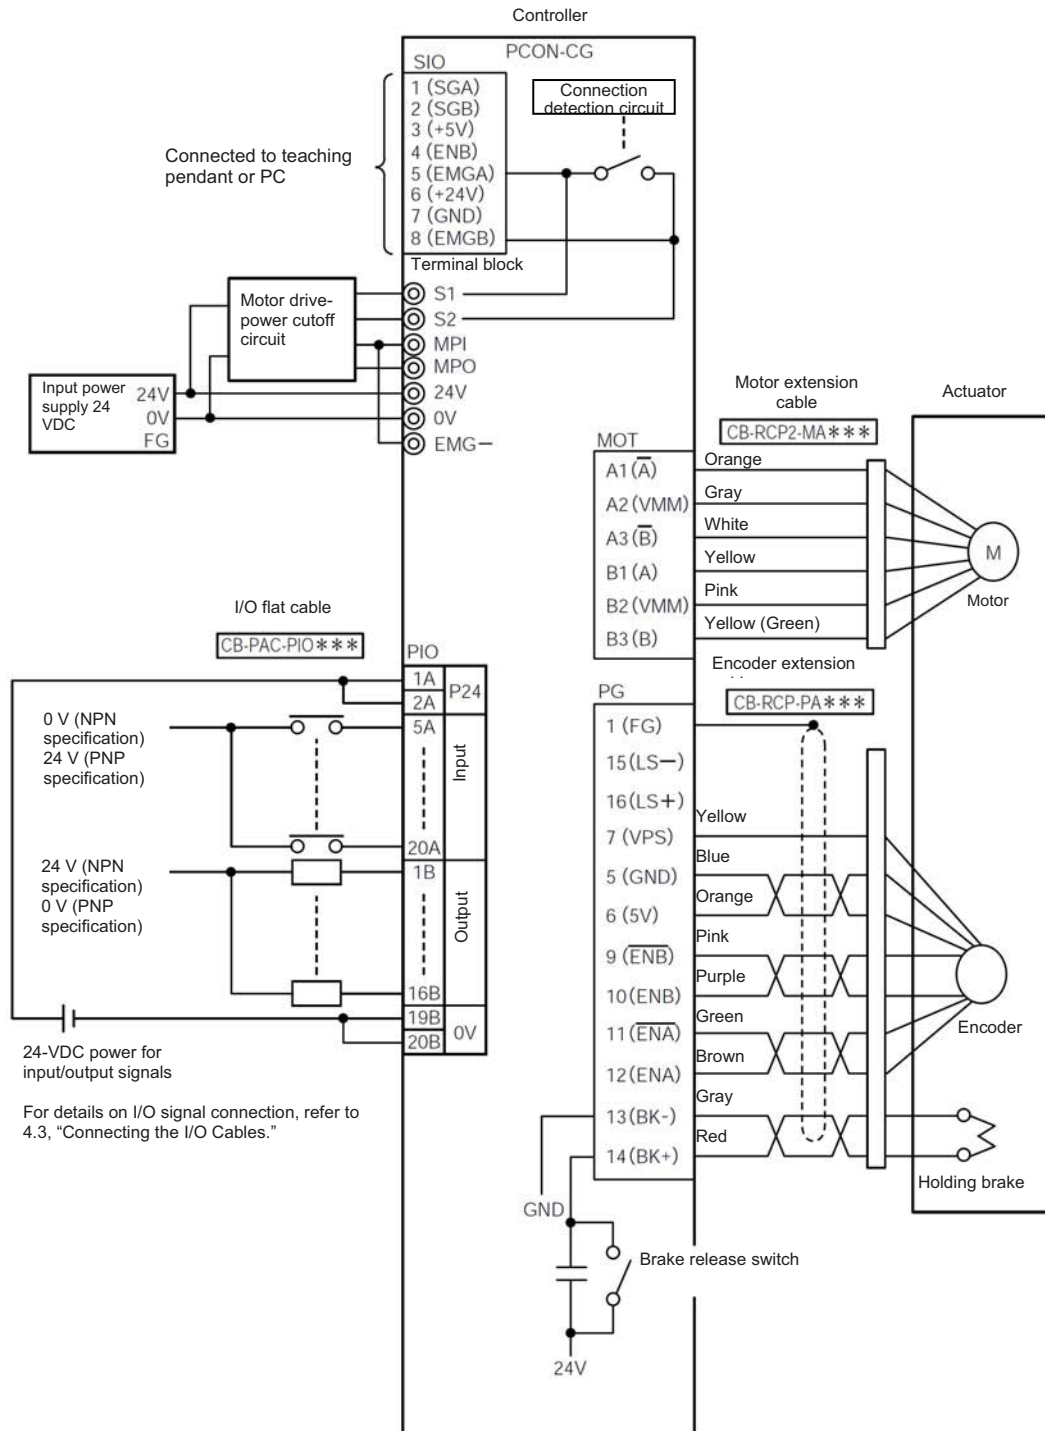 Controller
PCON-CG
SIO
1 (SGA)
2 (SGB)
3 (+5V)
4 (ENB)
5 (EMGA)
6 (+24V)
7 (GND)
8 (EMGB)
Connection
detection circuit
Connected to teaching
pendant or PC
Terminal block
S1
S2
MPI
MPO
24V
0V
EMG−
Motor drive-
power cutoff
circuit
Input power
supply 24
VDC
24V
0V
FG
Motor extension
cable
CB-RCP2-MA***
Actuator
MOT
A1(A̅)
A2(VMM)
A3(B̅)
B1(A)
B2(VMM)
B3(B)
Orange
Gray
White
Yellow
Pink
Yellow (Green)
M
Motor
I/O flat cable
CB-PAC-PIO***
PIO
1A
2A
P24
5A
20A
Input
1B
16B
Output
19B
20B
0V
0 V (NPN
specification)
24 V (PNP
specification)
24 V (NPN
specification)
0 V (PNP
specification)
24-VDC power for
input/output signals
For details on I/O signal connection, refer to
4.3, “Connecting the I/O Cables.”
Encoder extension
CB-RCP-PA***
PG
1 (FG)
15(LS−)
16(LS+)
7 (VPS)
5 (GND)
6 (5V)
9 (E̅N̅B̅)
10(ENB)
11(E̅N̅A̅)
12(ENA)
13(BK-)
14(BK+)
Yellow
Blue
Orange
Pink
Purple
Green
Brown
Gray
Red
Encoder
Holding brake
GND
Brake release switch
24V